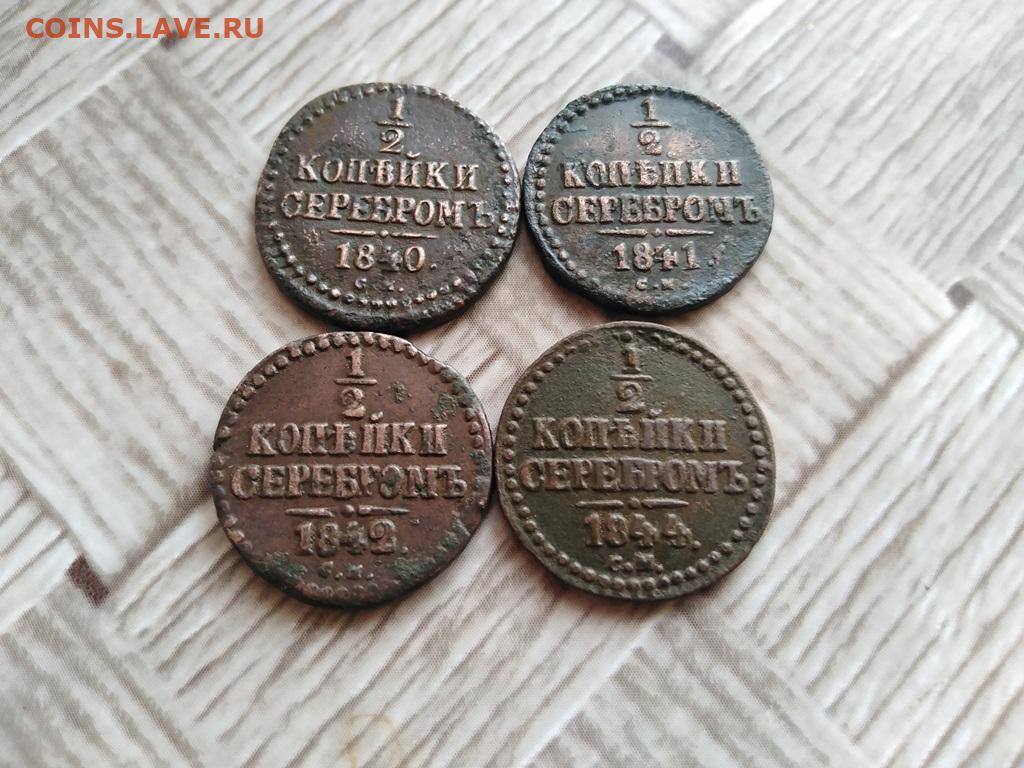 COINS.LAVE.RU
1
2
КОПѢЙКИ
СЕРЕБРОМЪ
1840.
1
2
КОПѢЙКИ
СЕРЕБРОМЪ
1841.
С.М.
1
2
КОПѢЙКИ
СЕРЕБРОМЪ
1842.
С.М.
1
2
КОПѢЙКИ
СЕРЕБРОМЪ
1844.
С.М.